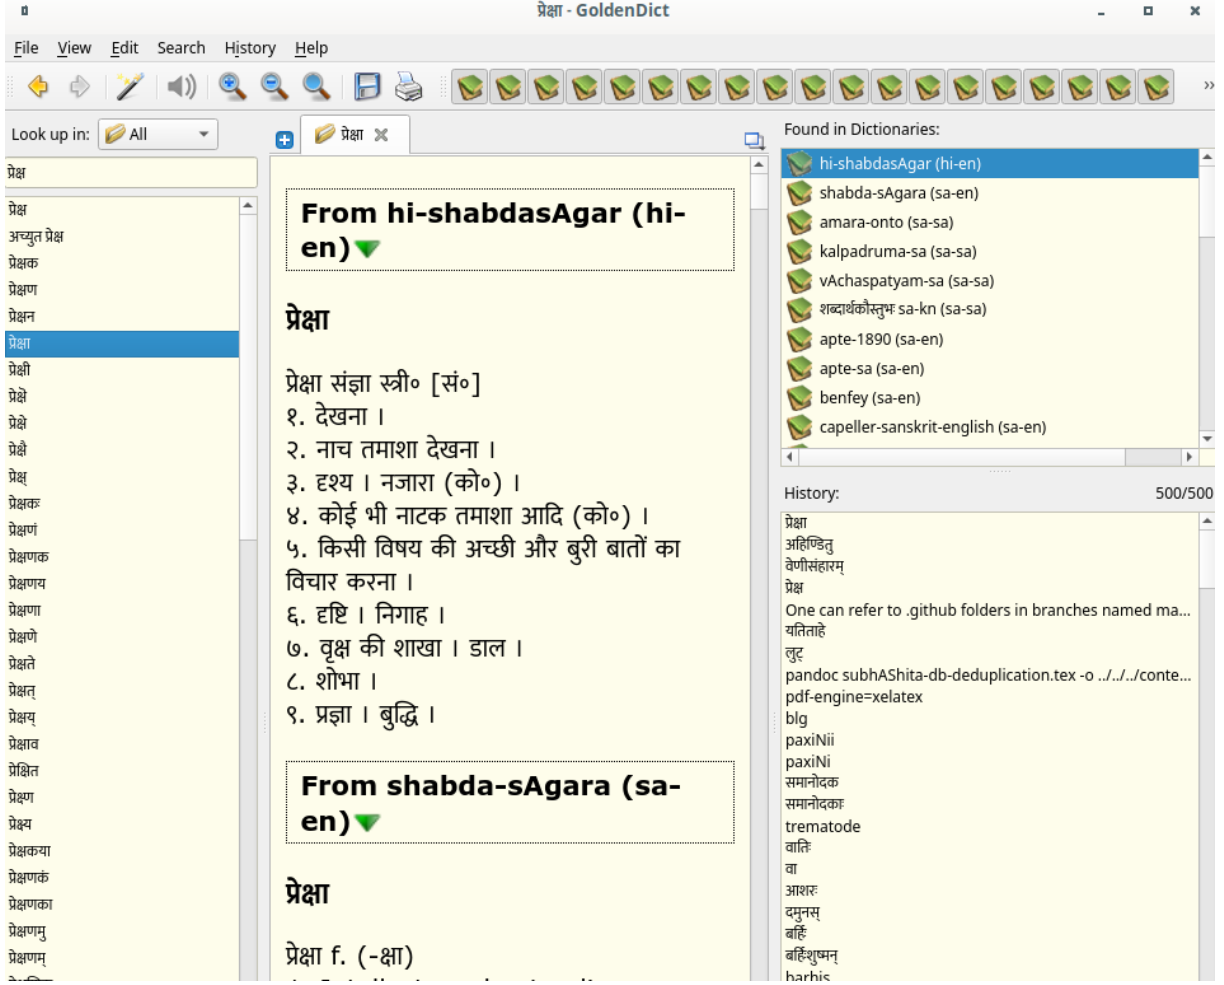 प्रेक्षा - GoldenDict
File View Edit Search History Help
Look up in: All
प्रेक्ष
प्रेक्ष
अच्युत प्रेक्ष
प्रेक्षक
प्रेक्षण
प्रेक्षन
प्रेक्षा
प्रेक्षी
प्रेक्षॆ
प्रेक्षे
प्रेक्षै
प्रेक्ष्
प्रेक्षकः
प्रेक्षणं
प्रेक्षणक
प्रेक्षणय
प्रेक्षणा
प्रेक्षणे
प्रेक्षते
प्रेक्षत्
प्रेक्षय्
प्रेक्षाव
प्रेक्षित
प्रेक्ष्ण
प्रेक्ष्य
प्रेक्षकया
प्रेक्षणकं
प्रेक्षणका
प्रेक्षणमु
प्रेक्षणम्
प्रेक्षा
From hi-shabdasAgar (hi-
en)
प्रेक्षा
प्रेक्षा संज्ञा स्त्री॰ [सं॰]
१. देखना ।
२. नाच तमाशा देखना ।
३. दृश्य । नजारा (को॰) ।
४. कोई भी नाटक तमाशा आदि (को॰) ।
५. किसी विषय की अच्छी और बुरी बातों का
विचार करना ।
६. दृष्टि । निगाह ।
७. वृक्ष की शाखा । डाल ।
८. शोभा ।
९. प्रज्ञा । बुद्धि ।
From shabda-sAgara (sa-
en)
प्रेक्षा
प्रेक्षा f. (-क्षा)
Found in Dictionaries:
hi-shabdasAgar (hi-en)
shabda-sAgara (sa-en)
amara-onto (sa-sa)
kalpadruma-sa (sa-sa)
vAchaspatyam-sa (sa-sa)
शब्दार्थकौस्तुभः sa-kn (sa-sa)
apte-1890 (sa-en)
apte-sa (sa-en)
benfey (sa-en)
capeller-sanskrit-english (sa-en)
History: 500/500
प्रेक्षा
अहिण्डितु
वेणीसंहारम्
प्रेक्ष
One can refer to .github folders in branches named ma...
यतिताहे
लुट्
pandoc subhAShita-db-deduplication.tex -o ../../../conte...
pdf-engine=xelatex
blg
paxiNii
paxiNi
समानोदक
समानोदकाः
trematode
वातिः
वा
आशरः
दमुनस्
बर्हिः
बर्हिःशुष्मन्
barhis